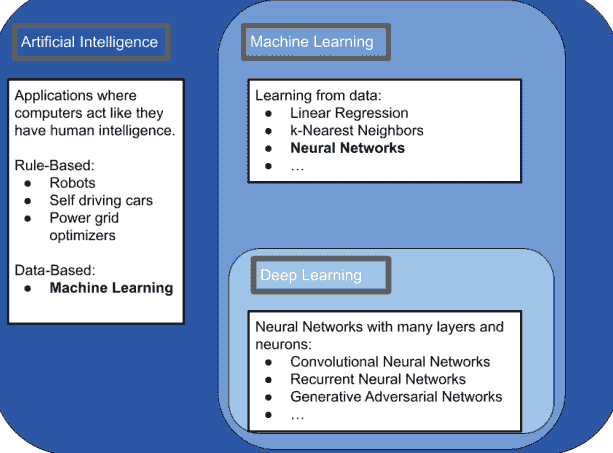 Artificial Intelligence
Applications where
computers act like they
have human intelligence.
Rule-Based:
● Robots
● Self driving cars
● Power grid
optimizers
Data-Based:
● Machine Learning
Machine Learning
Learning from data:
● Linear Regression
● k-Nearest Neighbors
● Neural Networks
● …
Deep Learning
Neural Networks with many layers and
neurons:
● Convolutional Neural Networks
● Recurrent Neural Networks
● Generative Adversarial Networks
● …